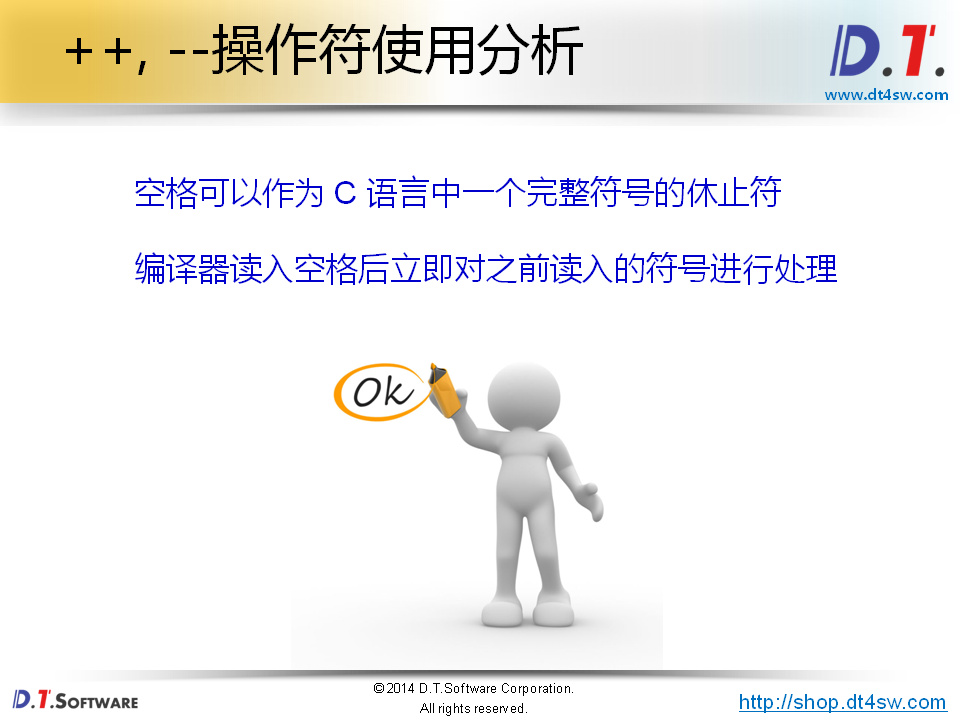 ++, --操作符使用分析
D.T.
www.dt4sw.com
空格可以作为 C 语言中一个完整符号的休止符
编译器读入空格后立即对之前读入的符号进行处理
Ok
D.T.SOFTWARE
©2014 D.T.Software Corporation.
All rights reserved.
http://shop.dt4sw.com